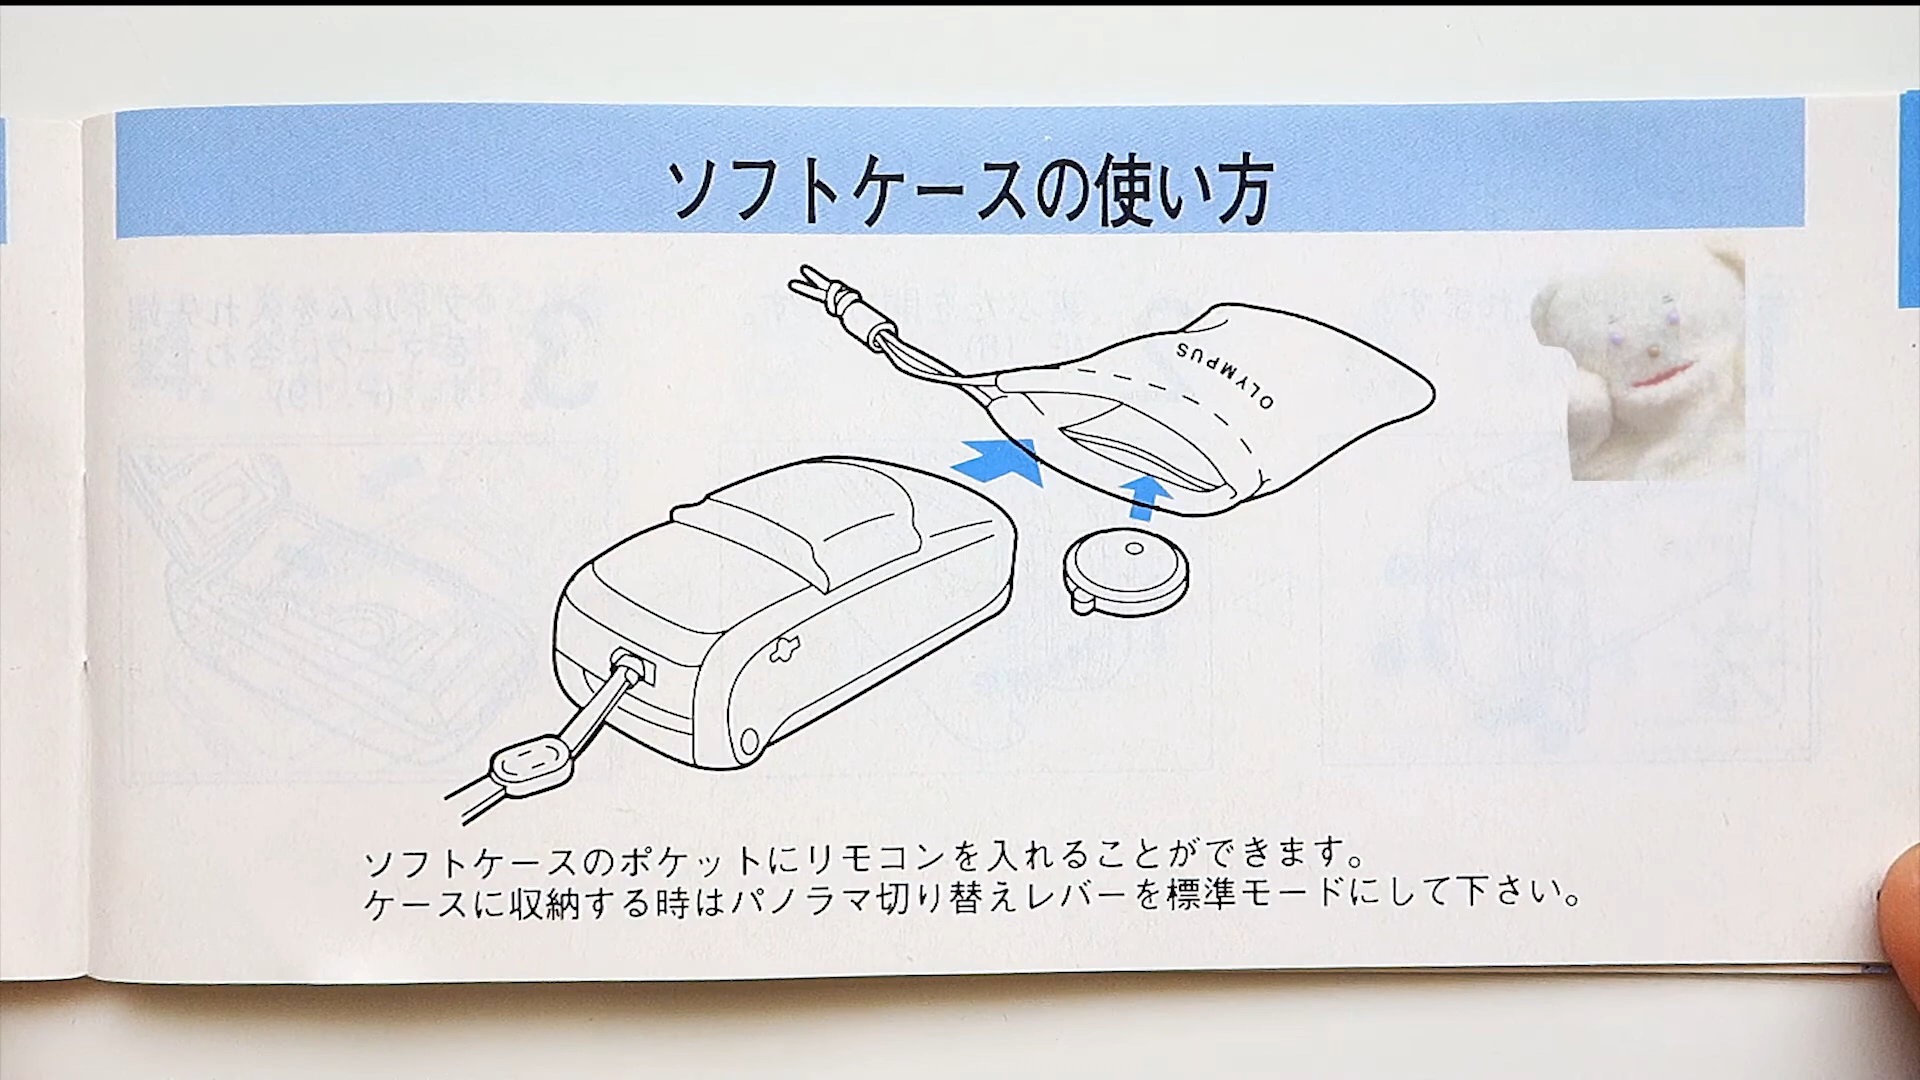 ソフトケースの使い方
OLYMPUS
ソフトケースのポケットにリモコンを入れることができます。
ケースに収納する時はパノラマ切り替えレバーを標準モードにして下さい。